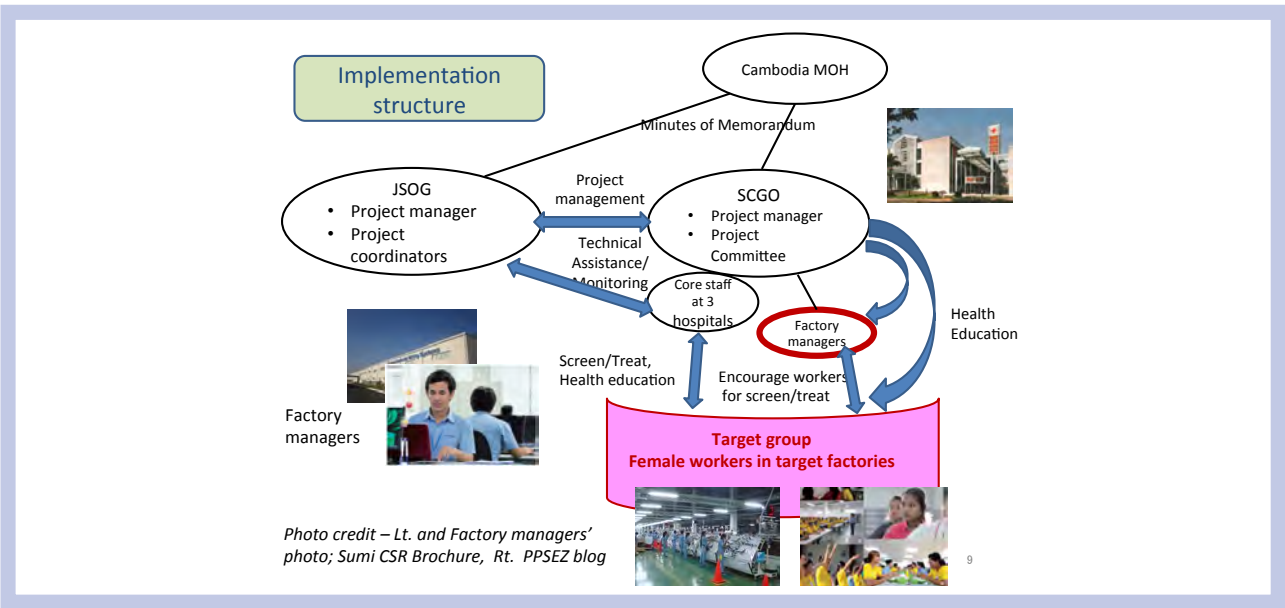 Implementation
structure
Cambodia MOH
Minutes of Memorandum
JSOG
• Project manager
• Project
coordinators
Project
management
SCGO
• Project manager
• Project
Committee
Technical
Assistance/
Monitoring
Core staff
at 3
hospitals
Factory
managers
Health
Education
Screen/Treat,
Health education
Encourage workers
for screen/treat
Factory
managers
Target group
Female workers in target factories
Photo credit – Lt. and Factory managers’
photo; Sumi CSR Brochure, Rt. PPSEZ blog
9